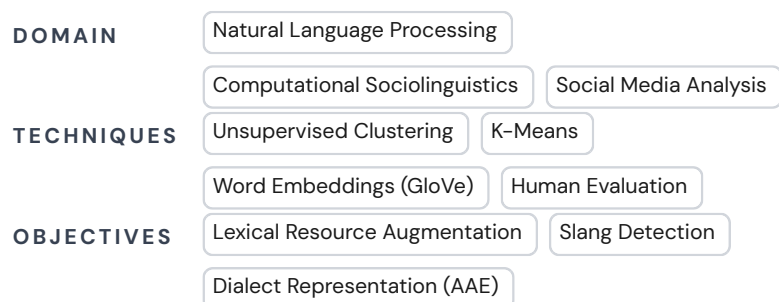 DOMAIN Natural Language Processing
Computational Sociolinguistics Social Media Analysis
TECHNIQUES Unsupervised Clustering K-Means
Word Embeddings (GloVe) Human Evaluation
OBJECTIVES Lexical Resource Augmentation Slang Detection
Dialect Representation (AAE)